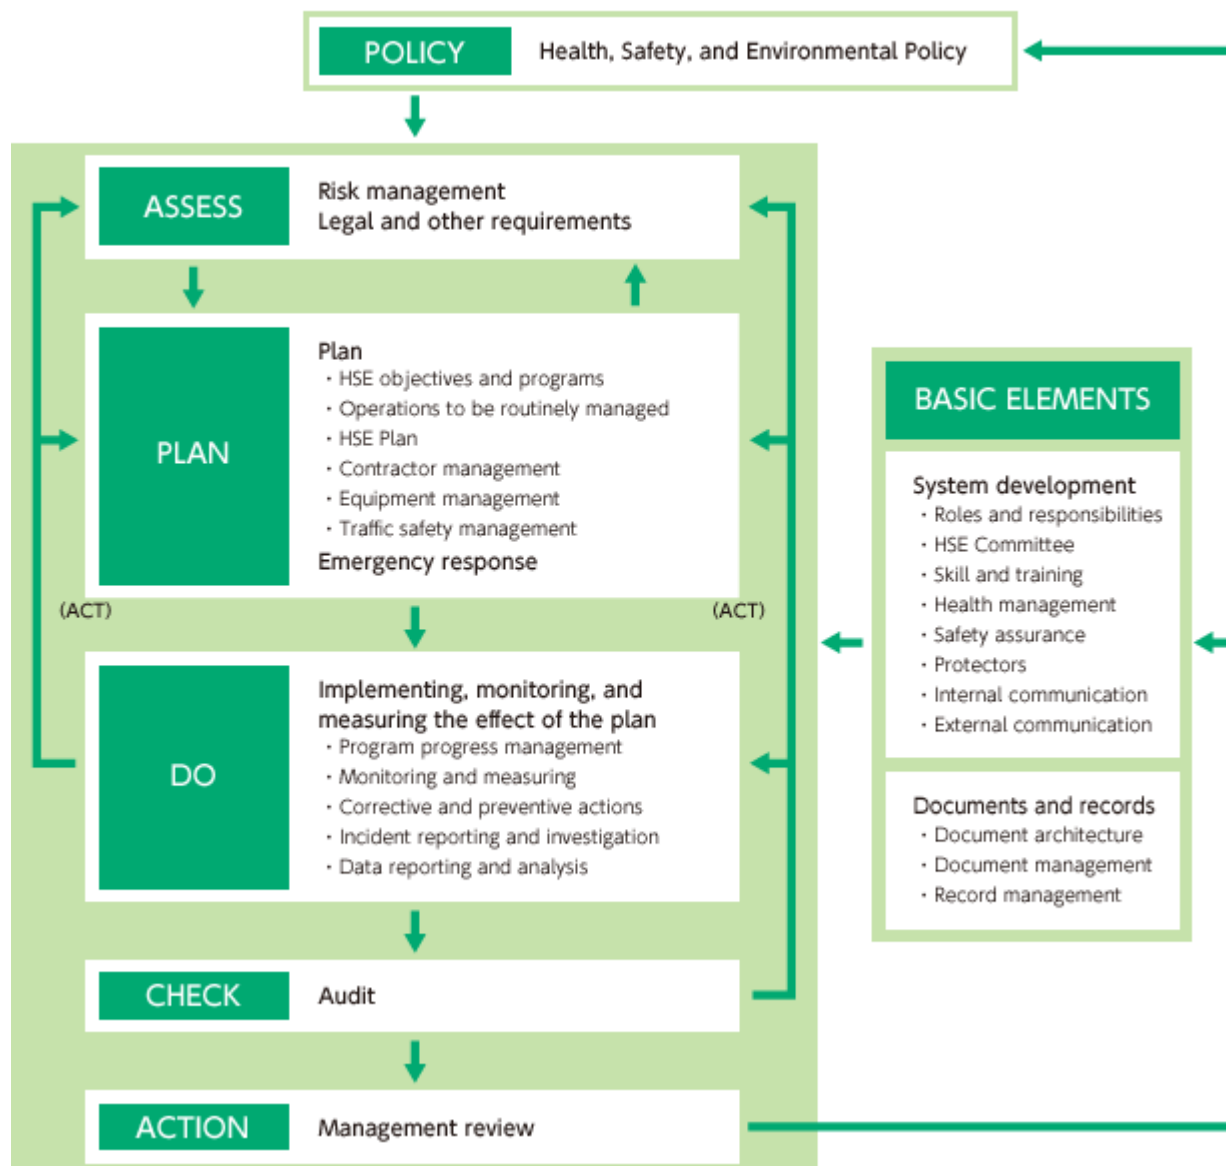 POLICY
Health, Safety, and Environmental Policy
ASSESS
Risk management
Legal and other requirements
PLAN
Plan
・HSE objectives and programs
・Operations to be routinely managed
・HSE Plan
・Contractor management
・Equipment management
・Traffic safety management
Emergency response
(ACT)
(ACT)
DO
Implementing, monitoring, and
measuring the effect of the plan
・Program progress management
・Monitoring and measuring
・Corrective and preventive actions
・Incident reporting and investigation
・Data reporting and analysis
CHECK
Audit
ACTION
Management review
BASIC ELEMENTS
System development
・Roles and responsibilities
・HSE Committee
・Skill and training
・Health management
・Safety assurance
・Protectors
・Internal communication
・External communication
Documents and records
・Document architecture
・Document management
・Record management